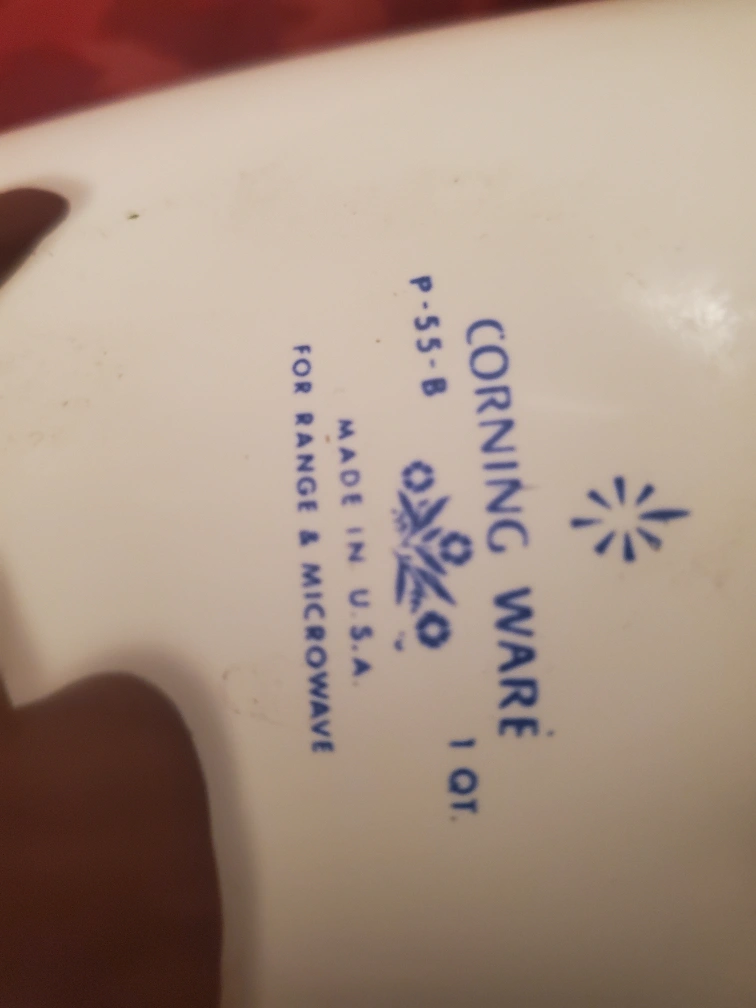 CORNING WARE
P-55-B 1 QT.
MADE IN U.S.A.
FOR RANGE & MICROWAVE